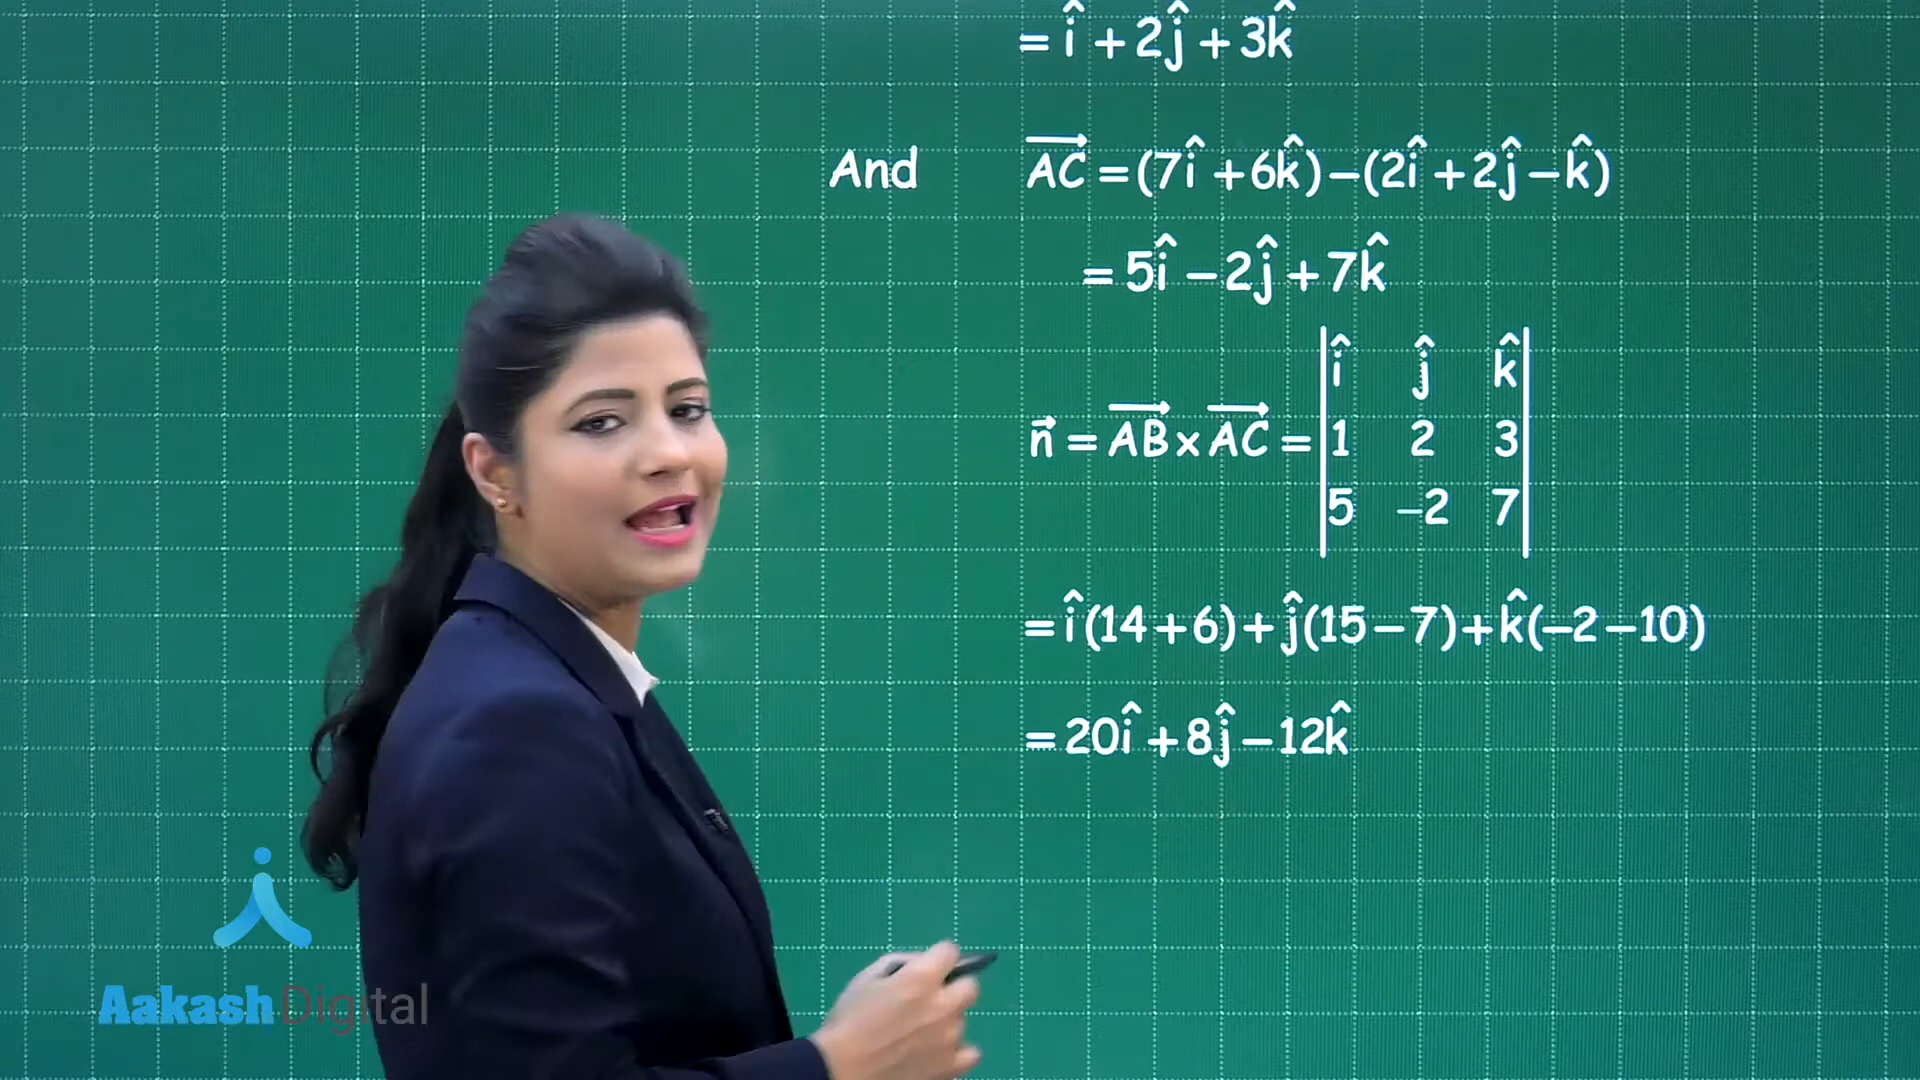 = î + 2ĵ + 3k̂
And AC⃗ = (7î + 6k̂) – (2î + 2ĵ – k̂)
= 5î – 2ĵ + 7k̂
î ĵ k̂
n⃗ = AB⃗ x AC⃗ = 1 2 3
5 –2 7
= î(14 + 6) + ĵ(15 – 7) + k̂(–2 – 10)
= 20î + 8ĵ – 12k̂
Aakash Digital